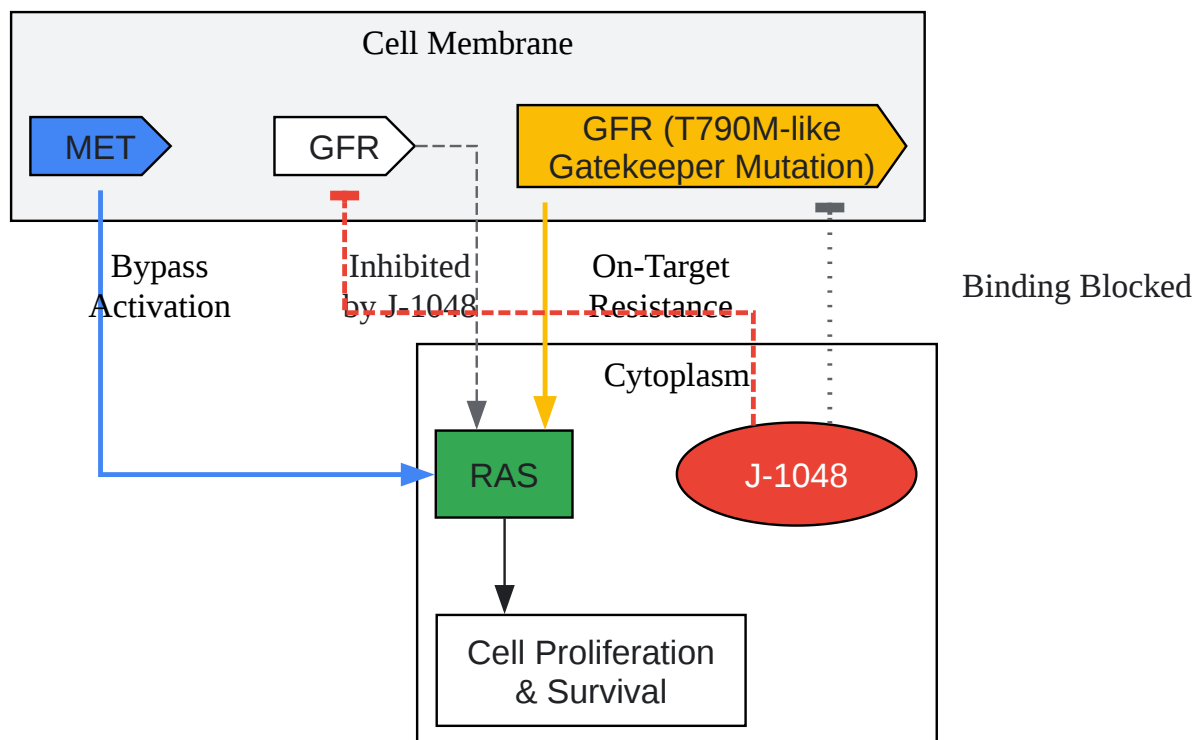 Cell Membrane
MET
GFR
GFR (T790M-like
Gatekeeper Mutation)
Bypass
Activation
Inhibited
by J-1048
On-Target
Resistance
Binding Blocked
Cytoplasm
RAS
J-1048
Cell Proliferation
& Survival